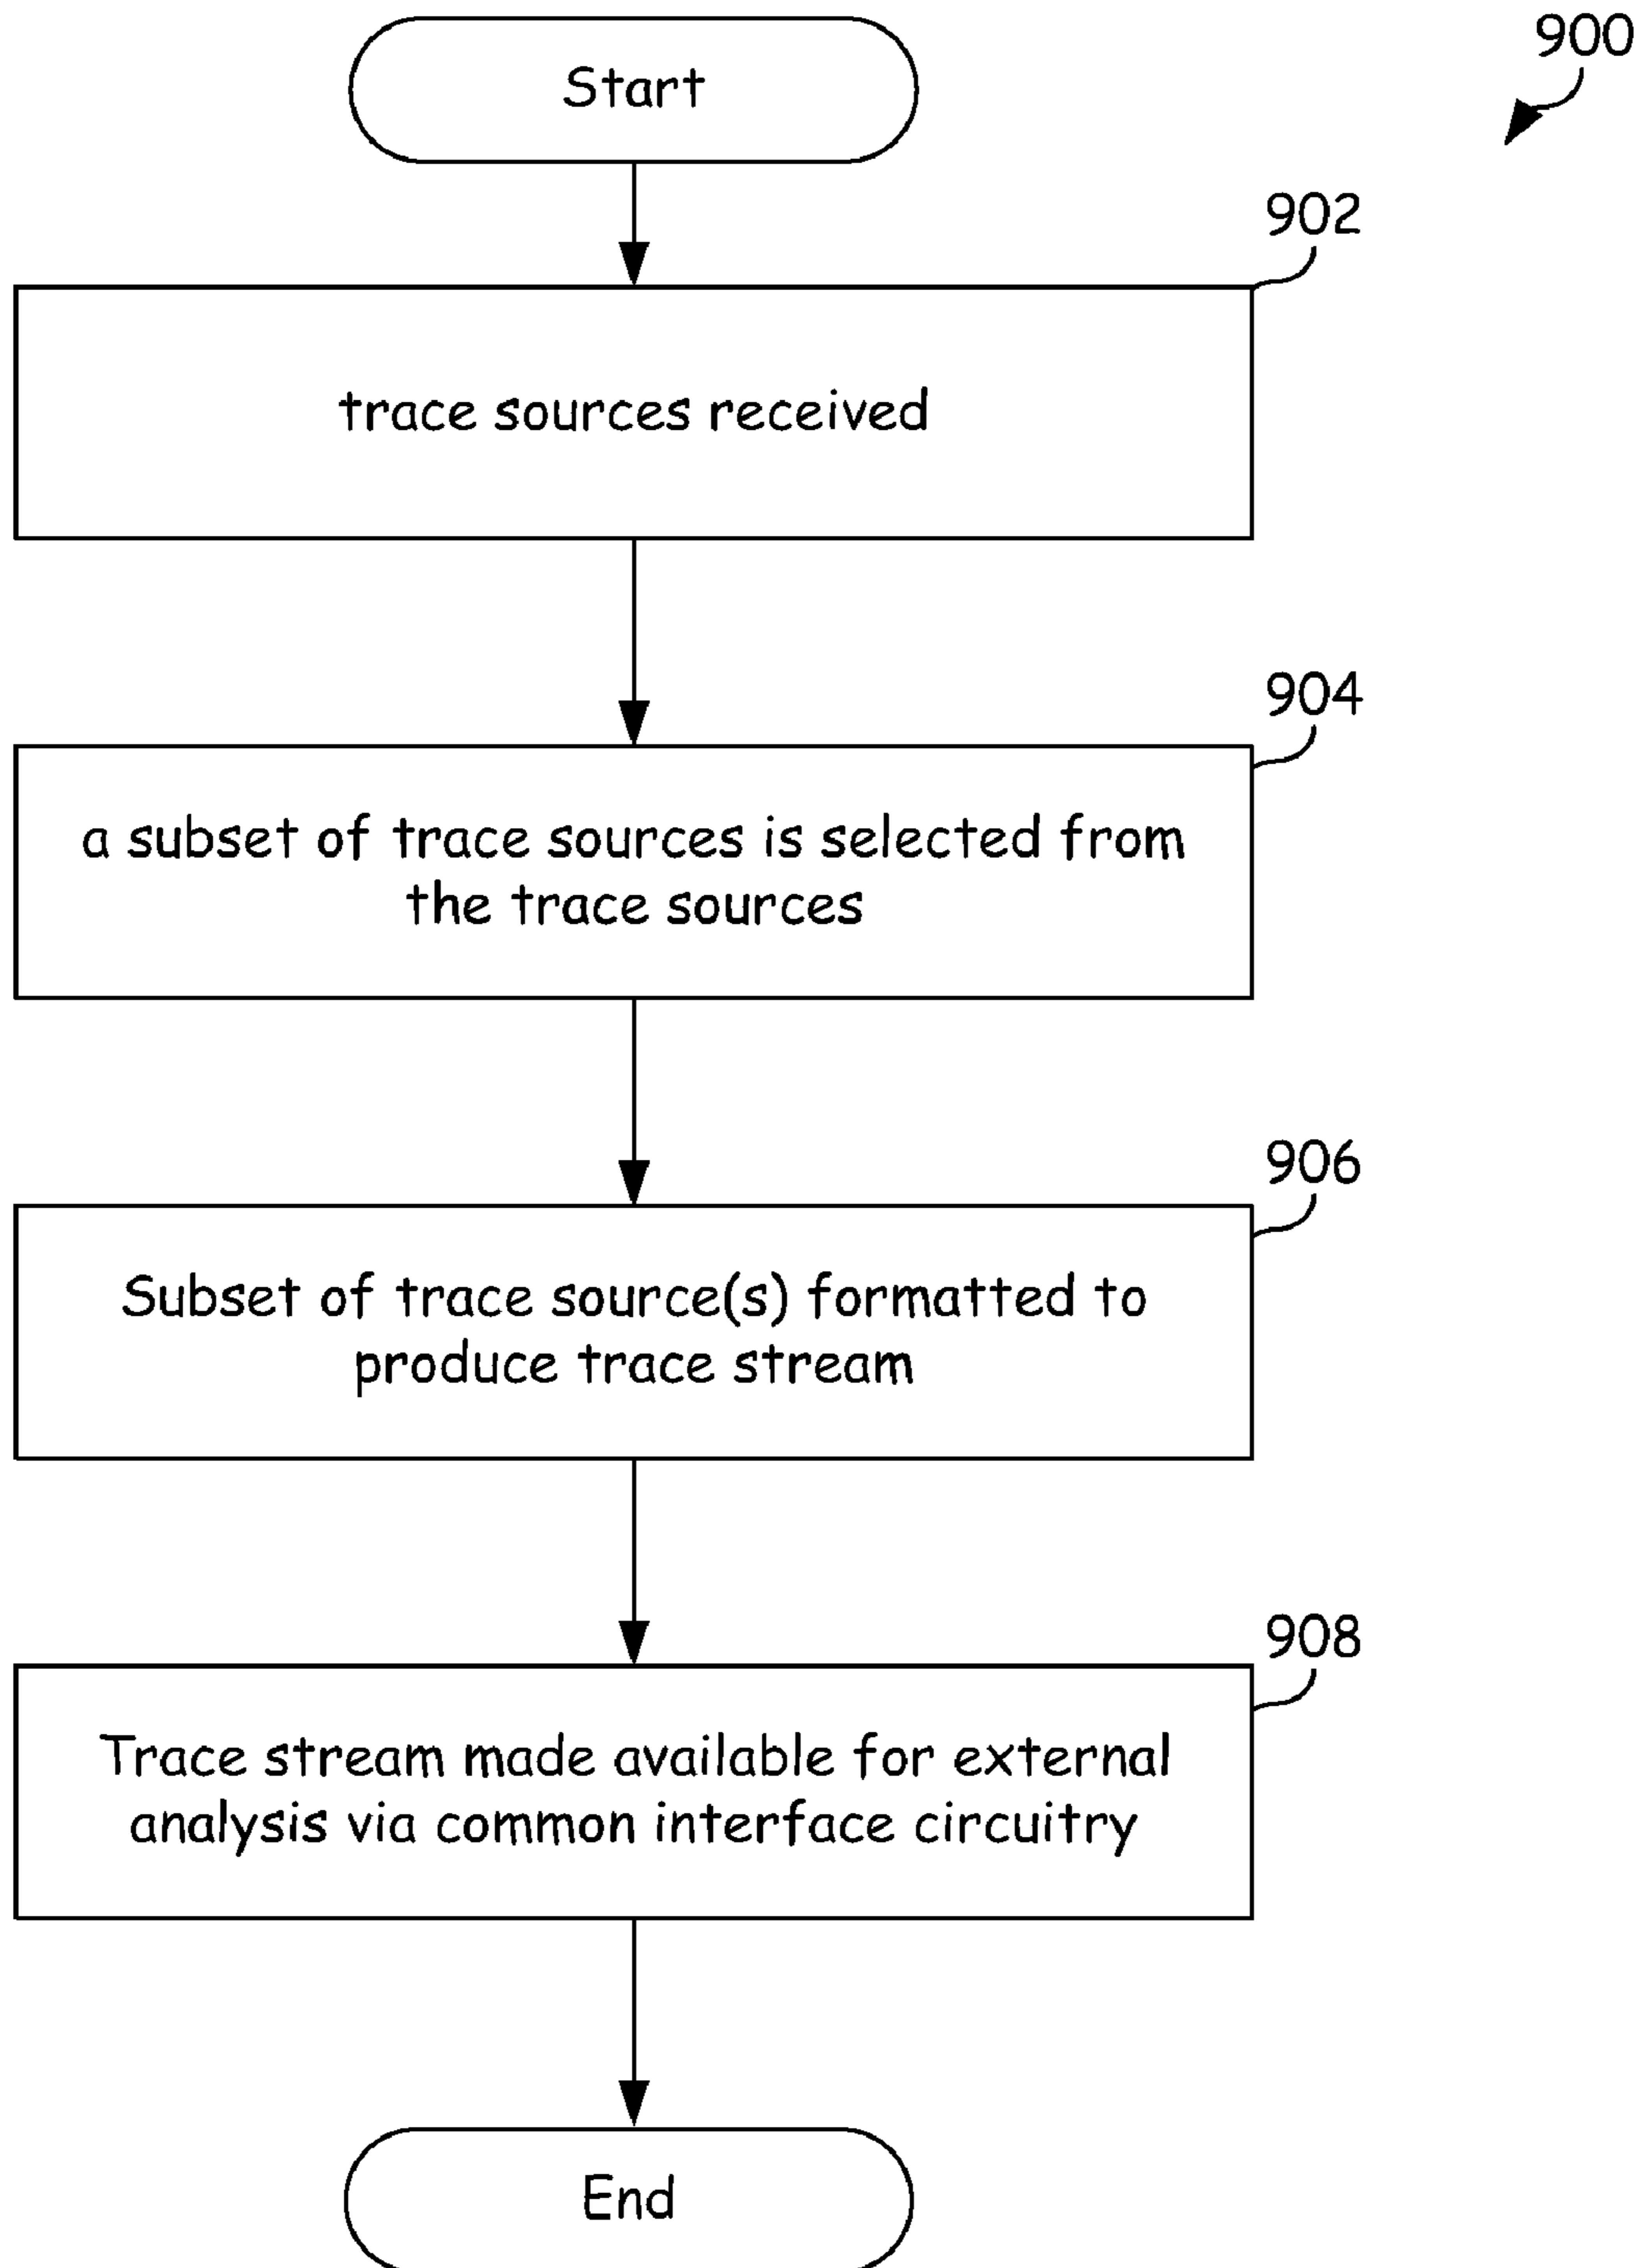 900
Start
902
trace sources received
904
a subset of trace sources is selected from
the trace sources
906
Subset of trace source(s) formatted to
produce trace stream
908
Trace stream made available for external
analysis via common interface circuitry
End